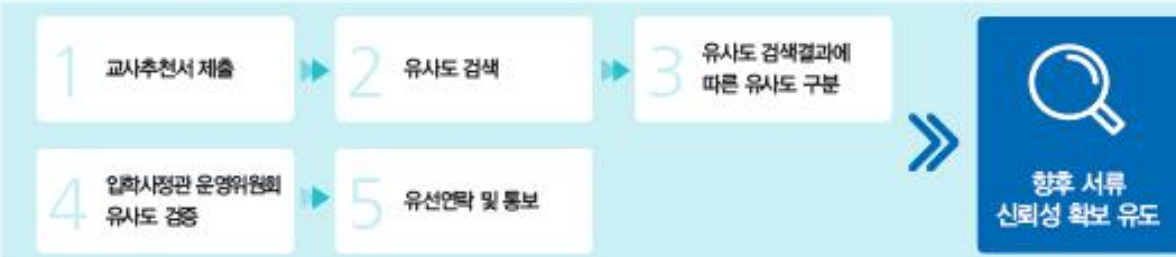 1
교사추천서 제출
2
유사도 검색
3
유사도 검색결과에
따른 유사도 구분
4
입학사정관 운영위원회
유사도 검증
5
유선연락 및 통보
향후 서류
신뢰성 확보 유도